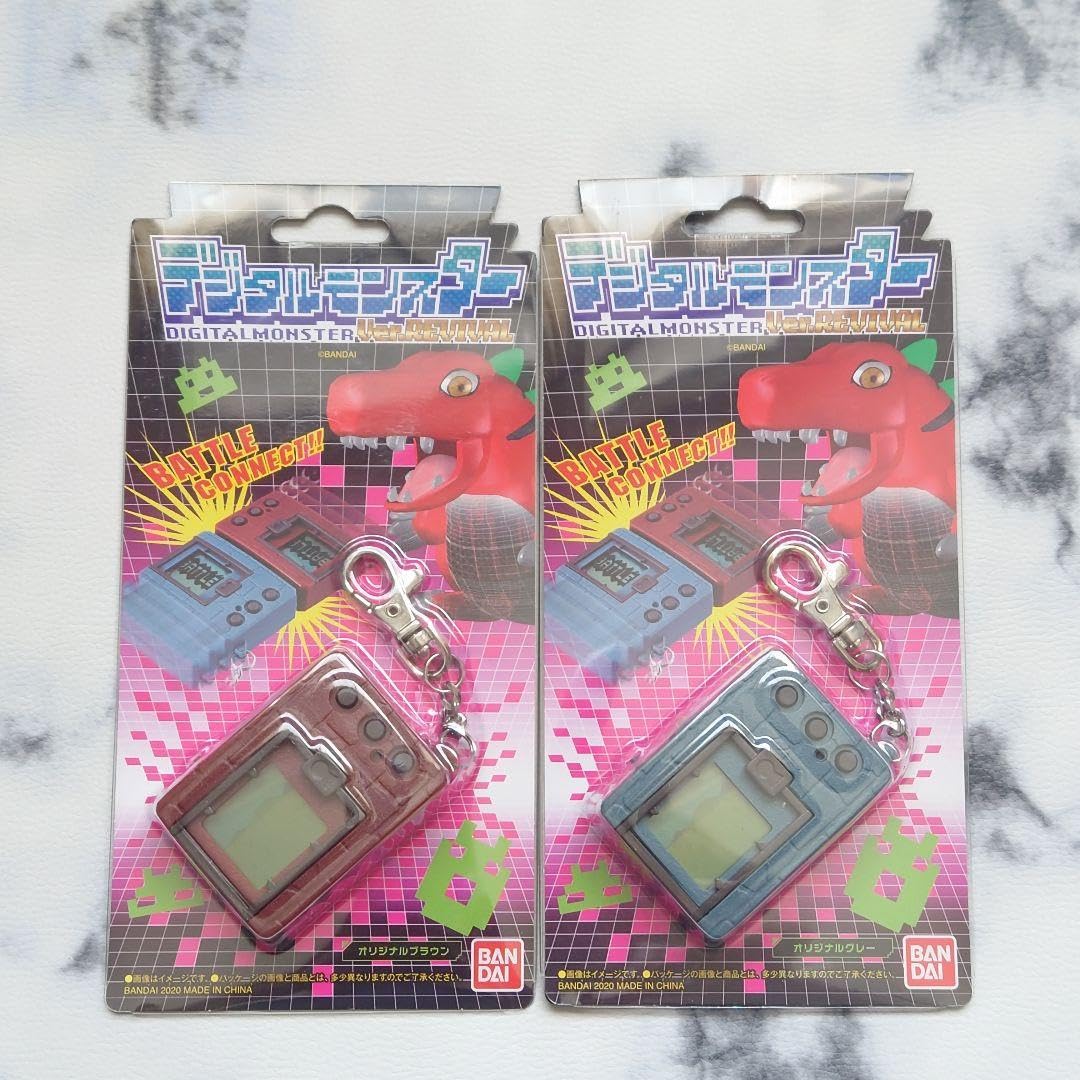 デジタルモンスター
DIGITALMONSTER Ver.REVIVAL
©BANDAI
BATTLE
CONNECT!!
オリジナルブラウン
●画像はイメージです。●パッケージの画像と商品とは、多少異なりますのでご了承ください。
BANDAI 2020 MADE IN CHINA
BAN
DAI
デジタルモンスター
DIGITALMONSTER Ver.REVIVAL
©BANDAI
BATTLE
CONNECT!!
オリジナルグレー
●画像はイメージです。●パッケージの画像と商品とは、多少異なりますのでご了承ください。
BANDAI 2020 MADE IN CHINA
BAN
DAI